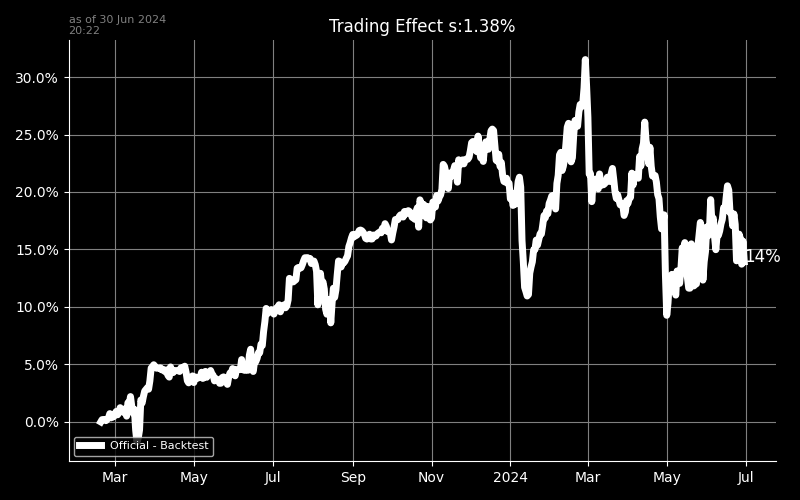 as of 30 Jun 2024
20:22
Trading Effect s:1.38%
30.0%
25.0%
20.0%
15.0%
10.0%
5.0%
0.0%
14%
Official - Backtest
Mar May Jul Sep Nov 2024 Mar May Jul